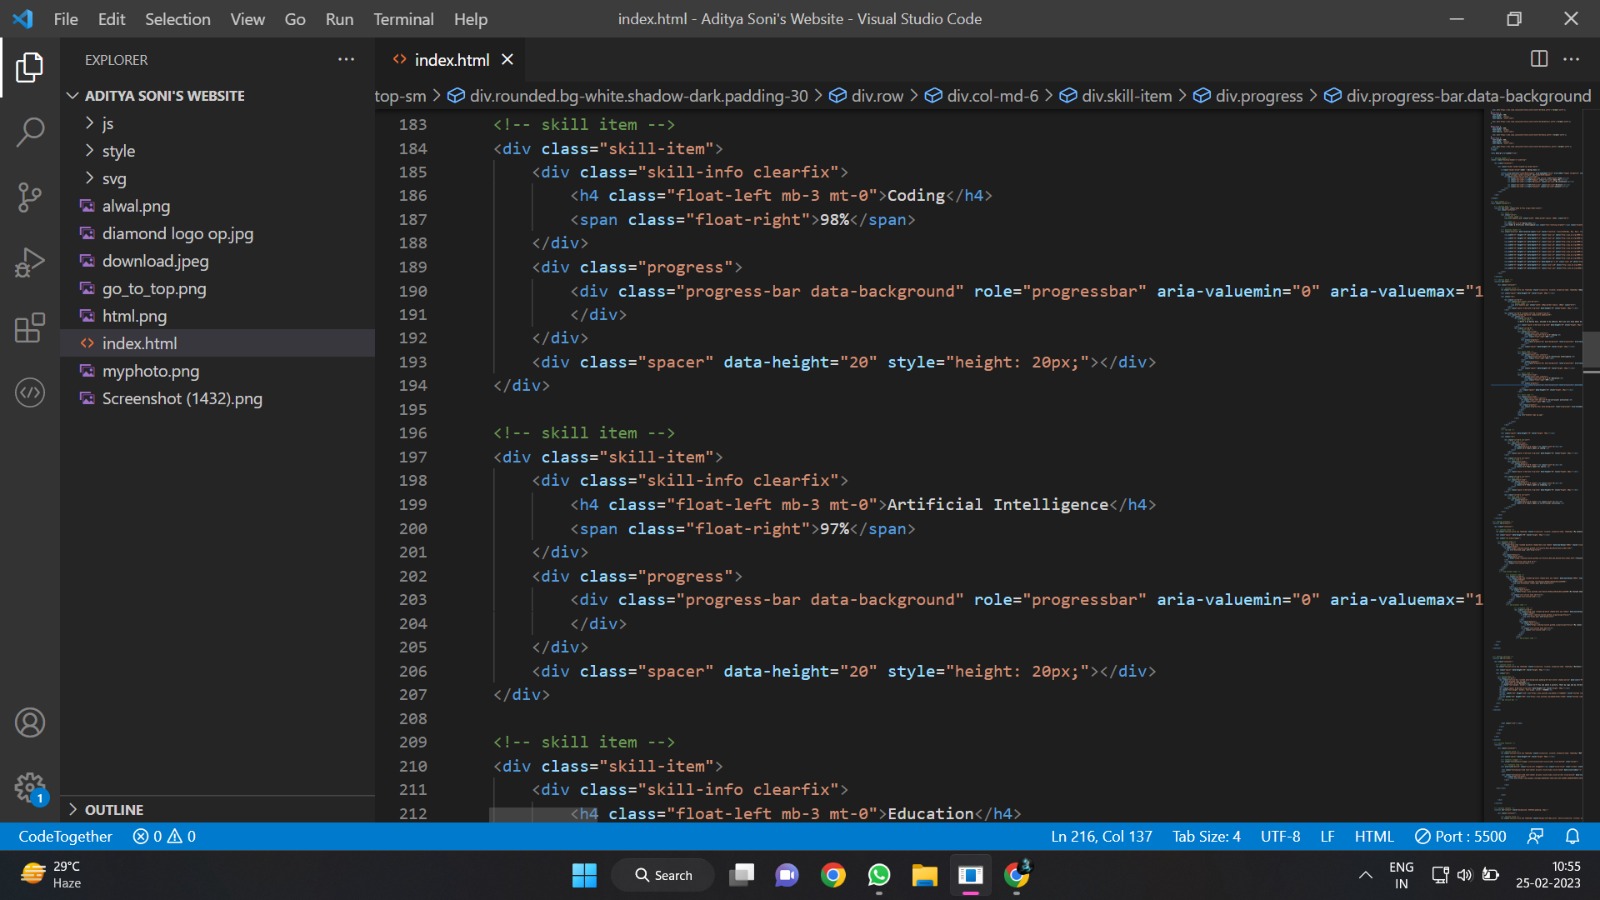 File Edit Selection View Go Run Terminal Help
index.html - Aditya Soni's Website - Visual Studio Code
EXPLORER
ADITYA SONI'S WEBSITE
js
style
svg
alwal.png
diamond logo op.jpg
download.jpeg
go_to_top.png
html.png
index.html
myphoto.png
Screenshot (1432).png
OUTLINE
index.html
top-sm > div.rounded.bg-white.shadow-dark.padding-30 > div.row > div.col-md-6 > div.skill-item > div.progress > div.progress-bar.data-background
183 <!-- skill item -->
184 <div class="skill-item">
185 <div class="skill-info clearfix">
186 <h4 class="float-left mb-3 mt-0">Coding</h4>
187 <span class="float-right">98%</span>
188 </div>
189 <div class="progress">
190 <div class="progress-bar data-background" role="progressbar" aria-valuemin="0" aria-valuemax="1
191 </div>
192 </div>
193 <div class="spacer" data-height="20" style="height: 20px;"></div>
194 </div>
195
196 <!-- skill item -->
197 <div class="skill-item">
198 <div class="skill-info clearfix">
199 <h4 class="float-left mb-3 mt-0">Artificial Intelligence</h4>
200 <span class="float-right">97%</span>
201 </div>
202 <div class="progress">
203 <div class="progress-bar data-background" role="progressbar" aria-valuemin="0" aria-valuemax="1
204 </div>
205 </div>
206 <div class="spacer" data-height="20" style="height: 20px;"></div>
207 </div>
208
209 <!-- skill item -->
210 <div class="skill-item">
211 <div class="skill-info clearfix">
212 <h4 class="float-left mb-3 mt-0">Education</h4>
1
CodeTogether 0 0 Ln 216, Col 137 Tab Size: 4 UTF-8 LF HTML Port : 5500
29°C
Haze
Search
ENG
IN
10:55
25-02-2023